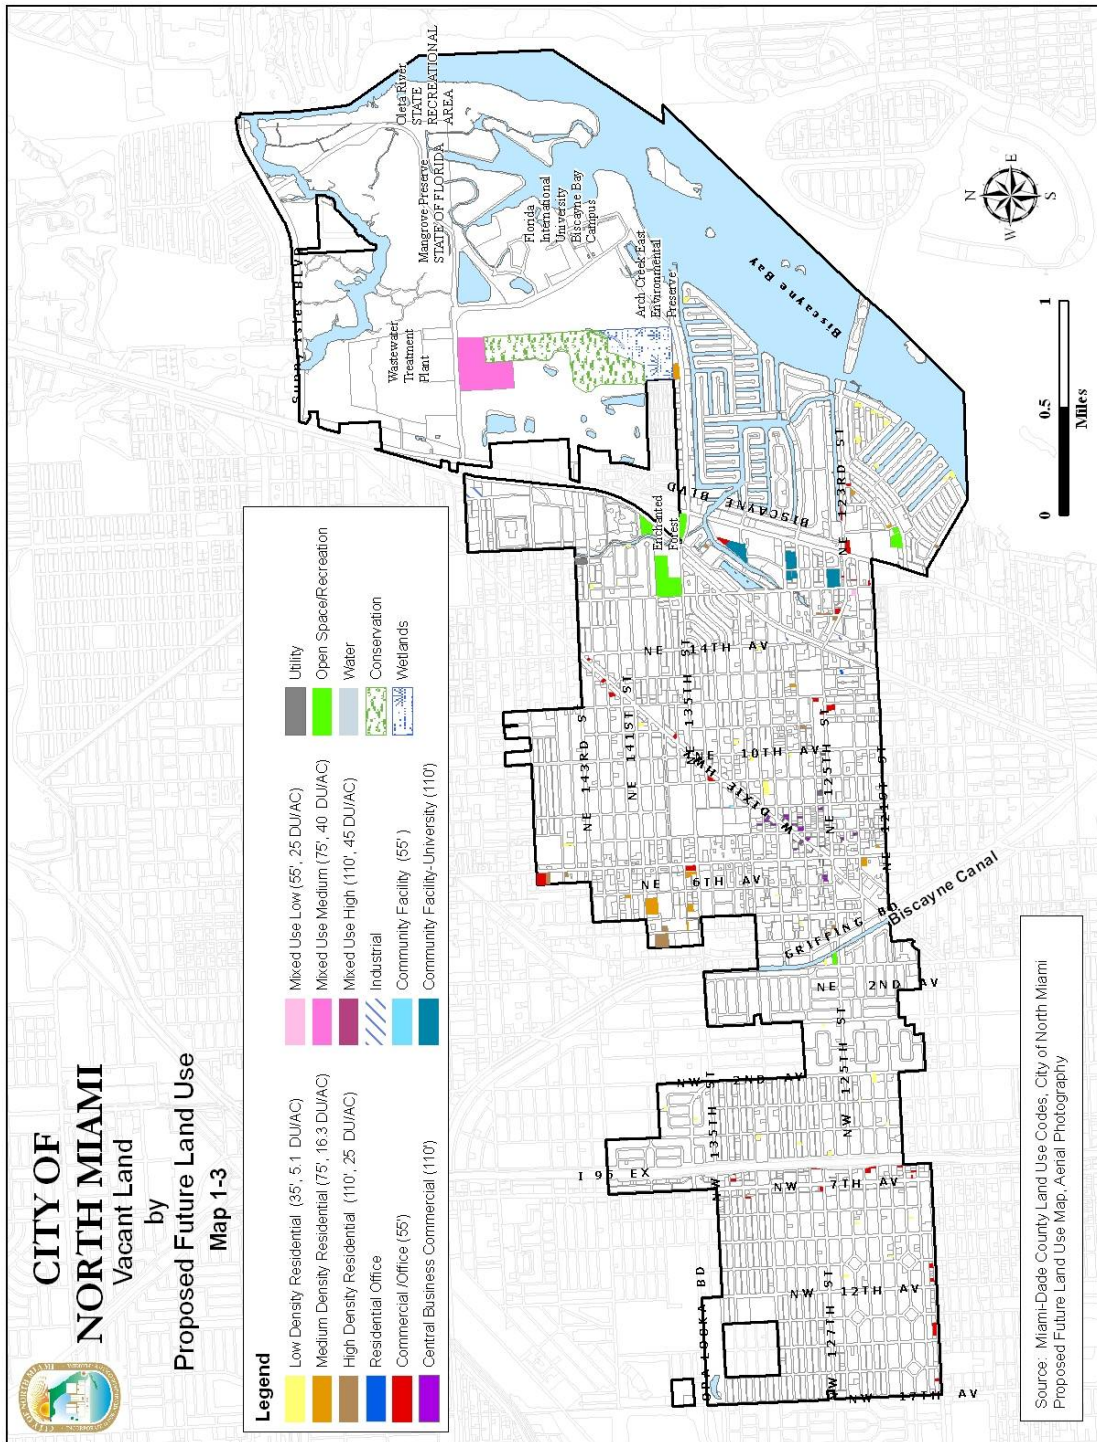 CITY OF
NORTH MIAMI
Vacant Land
by
Proposed Future Land Use
Map 1-3
CITY OF NORTH MIAMI
Legend
Low Density Residential (35', 5.1 DU/AC)
Medium Density Residential (75', 16.3 DU/AC)
High Density Residential (110', 25 DU/AC)
Residential Office
Commercial /Office (55')
Central Business Commercial (110')
Mixed Use Low (55', 25 DU/AC)
Mixed Use Medium (75', 40 DU/AC)
Mixed Use High (110', 45 DU/AC)
Industrial
Community Facility (55' )
Community Facility-University (110')
Utility
Open Space/Recreation
Water
Conservation
Wetlands
Sunny Isles BLVD
Oleta River
STATE
RECREATIONAL
AREA
Mangrove Preserve
STATE OF FLORIDA
Wastewater
Treatment
Plant
Florida
International
University
Biscayne Bay
Campus
Arch Creek East
Environmental
Preserve
Biscayne Bay
Enchanted
Forest
BISCAYNE BLVD
NE 123RD ST
NE 14TH AV
NE 135TH ST
NE 141ST ST
NE 143RD S
NE 10TH AV
W DIXIE HW
NE 125TH ST
NE 121ST ST
NE 6TH AV
GRIFFING BD
Biscayne Canal
NE 2ND AV
NW 2ND AV
NW 125TH ST
NW 135TH ST
I 95 EX
NW 7TH AV
NW 12TH AV
NW 127TH ST
OPA LOCKA BD
NW 17TH AV
N
W
E
S
0
0.5
1
Miles
Source: Miami-Dade County Land Use Codes, City of North Miami
Proposed Future Land Use Map, Aerial Photography